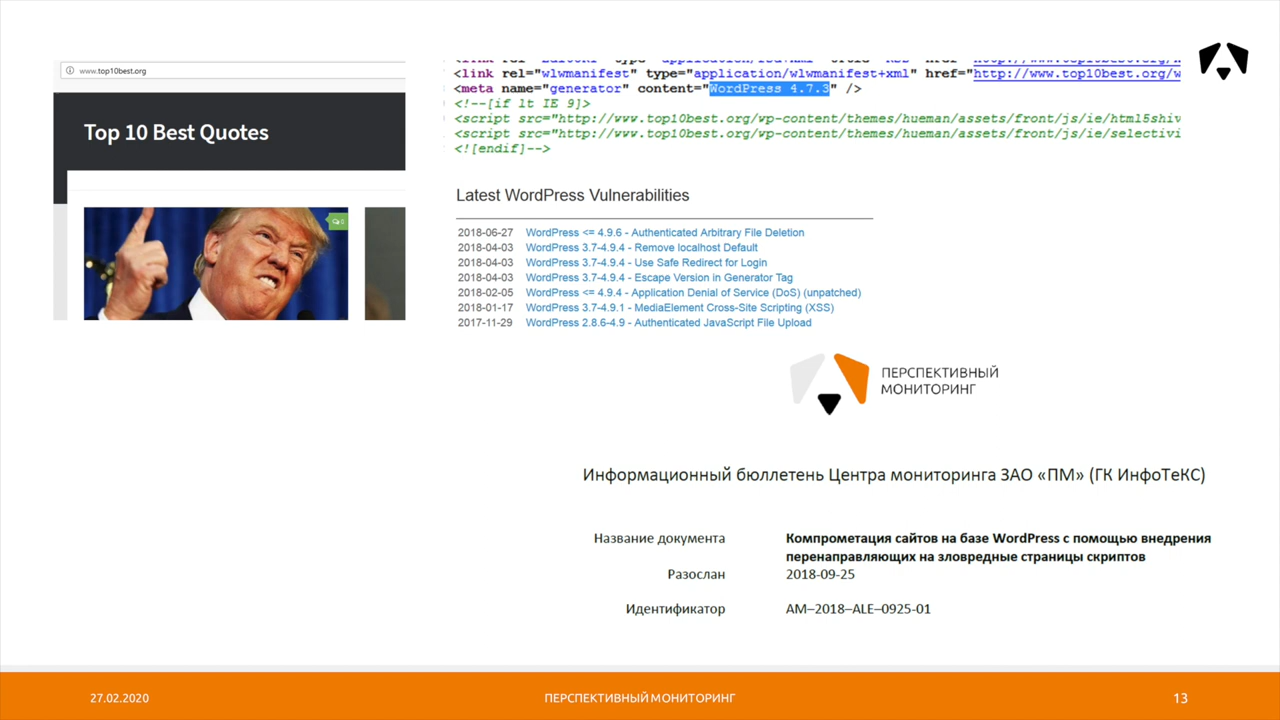 www.top10best.org
Top 10 Best Quotes
<link rel="wlwmanifest" type="application/wlwmanifest+xml" href="http://www.top10best.org/w
<meta name="generator" content="WordPress 4.7.3" />
<!--[if lt IE 9]>
<script src="http://www.top10best.org/wp-content/themes/hueman/assets/front/js/ie/html5shiv
<script src="http://www.top10best.org/wp-content/themes/hueman/assets/front/js/ie/selectivi
<![endif]-->
Latest WordPress Vulnerabilities
2018-06-27 WordPress <= 4.9.6 - Authenticated Arbitrary File Deletion
2018-04-03 WordPress 3.7-4.9.4 - Remove localhost Default
2018-04-03 WordPress 3.7-4.9.4 - Use Safe Redirect for Login
2018-04-03 WordPress 3.7-4.9.4 - Escape Version in Generator Tag
2018-02-05 WordPress <= 4.9.4 - Application Denial of Service (DoS) (unpatched)
2018-01-17 WordPress 3.7-4.9.1 - MediaElement Cross-Site Scripting (XSS)
2017-11-29 WordPress 2.8.6-4.9 - Authenticated JavaScript File Upload
ПЕРСПЕКТИВНЫЙ
МОНИТОРИНГ
Информационный бюллетень Центра мониторинга ЗАО «ПМ» (ГК ИнфоТеКС)
Название документа Компрометация сайтов на базе WordPress с помощью внедрения
перенаправляющих на зловредные страницы скриптов
Разослан 2018-09-25
Идентификатор AM–2018–ALE–0925-01
27.02.2020 ПЕРСПЕКТИВНЫЙ МОНИТОРИНГ 13